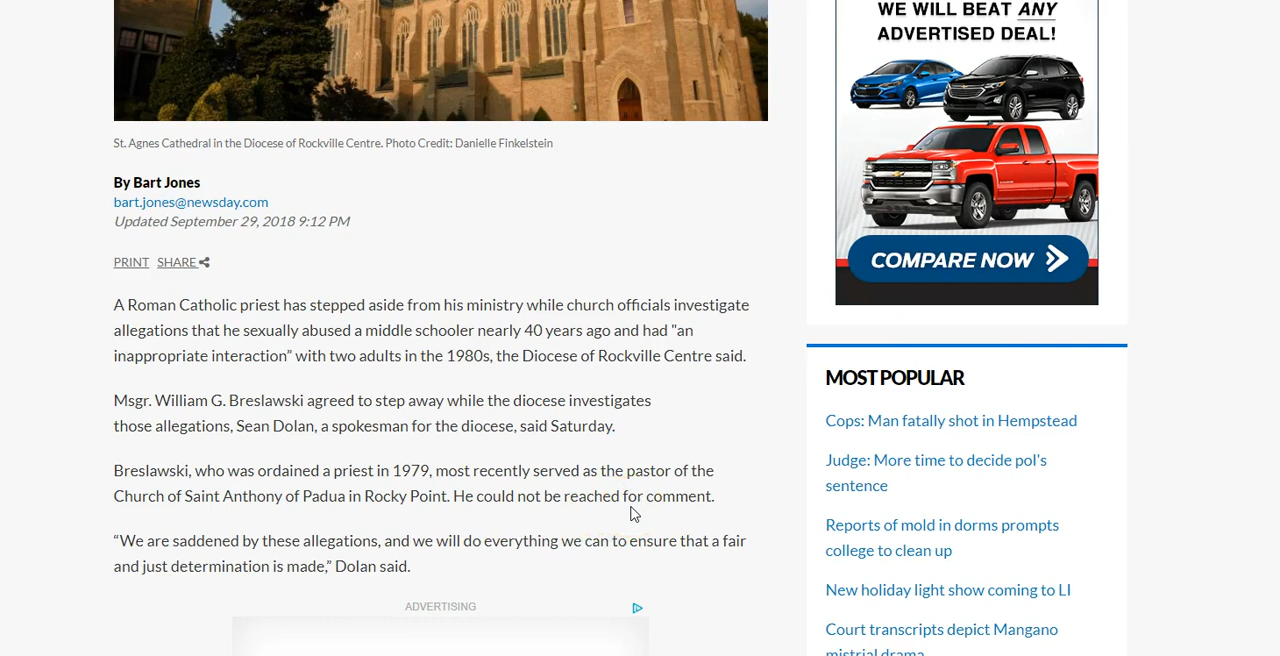 WE WILL BEAT ANY
ADVERTISED DEAL!
COMPARE NOW
St. Agnes Cathedral in the Diocese of Rockville Centre. Photo Credit: Danielle Finkelstein
By Bart Jones
bart.jones@newsday.com
Updated September 29, 2018 9:12 PM
PRINT SHARE
A Roman Catholic priest has stepped aside from his ministry while church officials investigate
allegations that he sexually abused a middle schooler nearly 40 years ago and had "an
inappropriate interaction” with two adults in the 1980s, the Diocese of Rockville Centre said.
Msgr. William G. Breslawski agreed to step away while the diocese investigates
those allegations, Sean Dolan, a spokesman for the diocese, said Saturday.
Breslawski, who was ordained a priest in 1979, most recently served as the pastor of the
Church of Saint Anthony of Padua in Rocky Point. He could not be reached for comment.
“We are saddened by these allegations, and we will do everything we can to ensure that a fair
and just determination is made,” Dolan said.
ADVERTISING
MOST POPULAR
Cops: Man fatally shot in Hempstead
Judge: More time to decide pol's
sentence
Reports of mold in dorms prompts
college to clean up
New holiday light show coming to LI
Court transcripts depict Mangano
mistrial drama